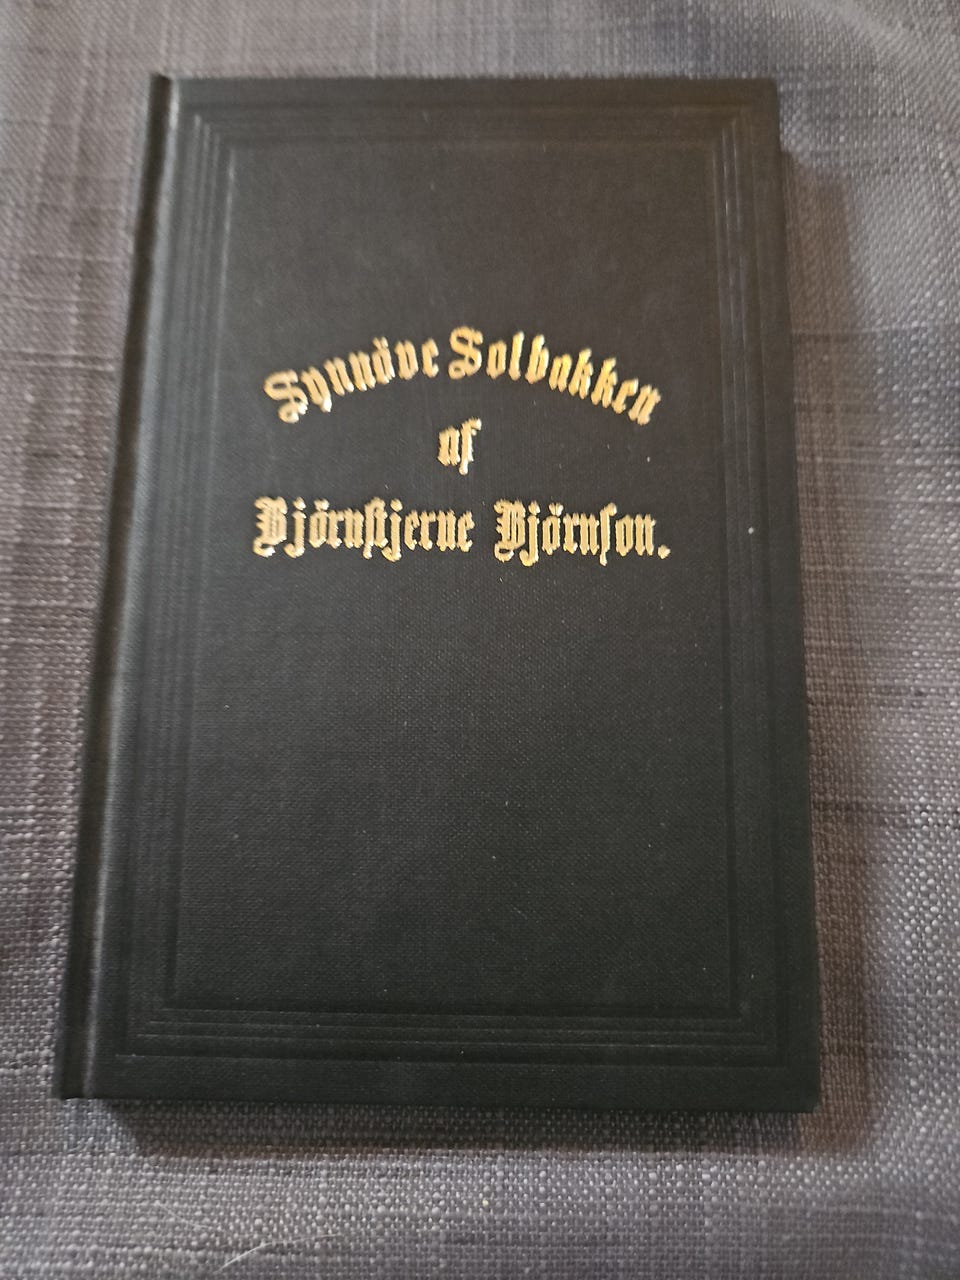 Synnöve Solbakken
af
Björnſtjerne Björnſon.